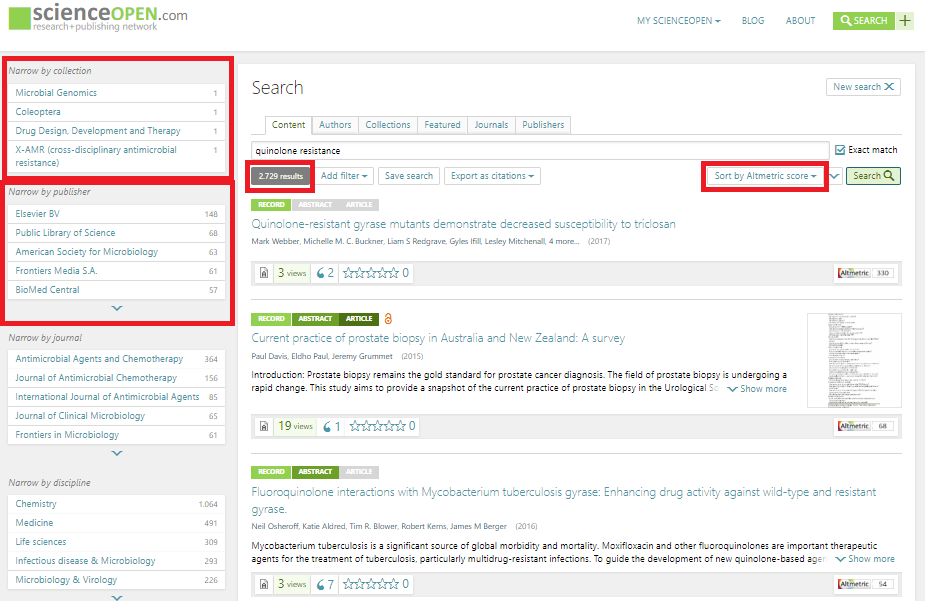 scienceOPEN.com
research+publishing network
MY SCIENCEOPEN
BLOG
ABOUT
SEARCH
+
Narrow by collection
Microbial Genomics 1
Coleoptera 1
Drug Design, Development and Therapy 1
X-AMR (cross-disciplinary antimicrobial 1
resistance)
Narrow by publisher
Elsevier BV 148
Public Library of Science 68
American Society for Microbiology 63
Frontiers Media S.A. 61
BioMed Central 57
Narrow by journal
Antimicrobial Agents and Chemotherapy 364
Journal of Antimicrobial Chemotherapy 156
International Journal of Antimicrobial Agents 85
Journal of Clinical Microbiology 65
Frontiers in Microbiology 61
Narrow by discipline
Chemistry 1.064
Medicine 491
Life sciences 309
Infectious disease & Microbiology 293
Microbiology & Virology 226
Search
New search
Content Authors Collections Featured Journals Publishers
quinolone resistance
Exact match
2.729 results Add filter Save search Export as citations Sort by Altmetric score Search
RECORD ABSTRACT ARTICLE
Quinolone-resistant gyrase mutants demonstrate decreased susceptibility to triclosan
Mark Webber, Michelle M. C. Buckner, Liam S Redgrave, Gyles Ifill, Lesley Mitchenall, 4 more... (2017)
3 views 2 0 Altmetric 330
RECORD ABSTRACT ARTICLE
Current practice of prostate biopsy in Australia and New Zealand: A survey
Paul Davis, Eldho Paul, Jeremy Grummet (2015)
Introduction: Prostate biopsy remains the gold standard for prostate cancer diagnosis. The field of prostate biopsy is undergoing a
rapid change. This study aims to provide a snapshot of the current practice of prostate biopsy in the Urological Show more
19 views 1 0 Altmetric 68
RECORD ABSTRACT ARTICLE
Fluoroquinolone interactions with Mycobacterium tuberculosis gyrase: Enhancing drug activity against wild-type and resistant
gyrase.
Neil Osheroff, Katie Aldred, Tim R. Blower, Robert Kerns, James M Berger (2016)
Mycobacterium tuberculosis is a significant source of global morbidity and mortality. Moxifloxacin and other fluoroquinolones are important therapeutic
agents for the treatment of tuberculosis, particularly multidrug-resistant infections. To guide the development of new quinolone-based ager Show more
3 views 7 0 Altmetric 54